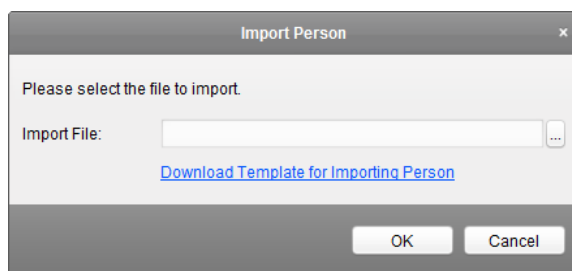 Import Person ×
Please select the file to import.
Import File: ...
Download Template for Importing Person
OK Cancel